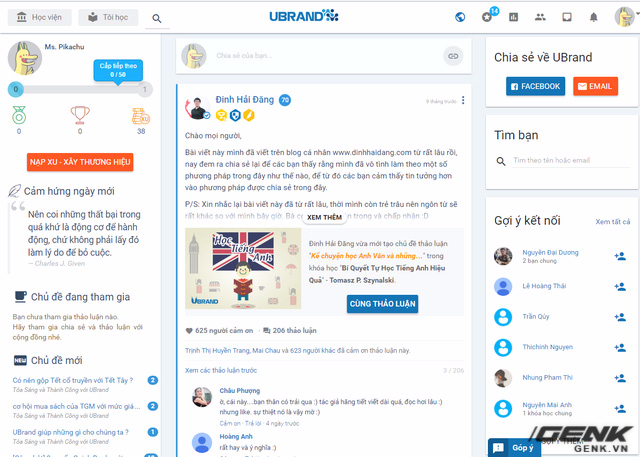 Học viện
Tôi học
UBRAND
14
Ms. Pikachu
Cấp tiếp theo
0 / 50
0
1
0
0
38
NẠP XU - XÂY THƯƠNG HIỆU
Cảm hứng ngày mới
Nên coi những thất bại trong
quá khứ là động cơ để hành
động, chứ không phải lấy đó
làm lý do để bỏ cuộc.
– Charles J. Given
Chủ đề đang tham gia
Bạn chưa tham gia thảo luận nào.
Hãy tham gia chia sẻ và thảo luận với
cộng đồng nhé.
NEW
Chủ đề mới
Có nên gộp Tết cổ truyền với Tết Tây ?
2
Tỏa Sáng và Thành Công với UBrand
cơ hội mua sách của TGM với mức giá...
2
Tỏa Sáng và Thành Công với UBrand
UBrand giúp những gì cho chúng ta ?
1
Tỏa Sáng và Thành Công với UBrand
Chia sẻ của bạn...
Đinh Hải Đăng
70
9 tháng trước
Chào mọi người,
Bài viết này mình đã viết trên blog cá nhân www.dinhhaidang.com từ rất lâu rồi,
nay đem ra chia sẻ lại để các bạn thấy rằng mình đã vô tình làm theo một số
phương pháp trong đây như thế nào, để từ đó các bạn cảm thấy tin tưởng hơn
vào phương pháp được chia sẻ trong đây.
P/S: Xin nhắc lại bài viết này đã từ rất lâu, thời mình còn trẻ trâu nên ngôn từ sẽ
rất khác so với mình bây giờ. Bà
XEM THÊM
trong và chấp nhận :D
Học
Tiếng
Anh
UBRAND
Đinh Hải Đăng vừa mới tạo chủ đề thảo luận
"Kể chuyện học Anh Văn và những..." trong
khóa học "Bí Quyết Tự Học Tiếng Anh Hiệu
Quả" - Tomasz P. Szynalski.
CÙNG THẢO LUẬN
625 người cảm ơn · 206 thảo luận
Trịnh Thị Huyền Trang, Mai Chau và 623 người khác đã cảm ơn thảo luận này.
Xem các thảo luận trước
3 / 206
Châu Phượng
ò, cái này....bạn thân có trải qua :) tác giả hăng tiết viết dài quá, đọc hơi lâu :)
nhưng like. sự thiệt nó là vậy mờ :)
Cảm ơn · Trả lời · 4 ngày trước
Hoàng Anh
rất hay và ý nghĩa :)
Chia sẻ về UBrand
FACEBOOK
EMAIL
Tìm bạn
Tìm theo tên hoặc email
Gợi ý kết nối
Xem tất cả
Nguyễn Đại Dương
2 bạn chung
Lê Hoàng Thái
Trần Qúy
Thichinh Nguyen
Nhung Pham Thi
Nguyễn Mai Anh
1 khóa học chung
Góp ý
GENK
GENK.VN